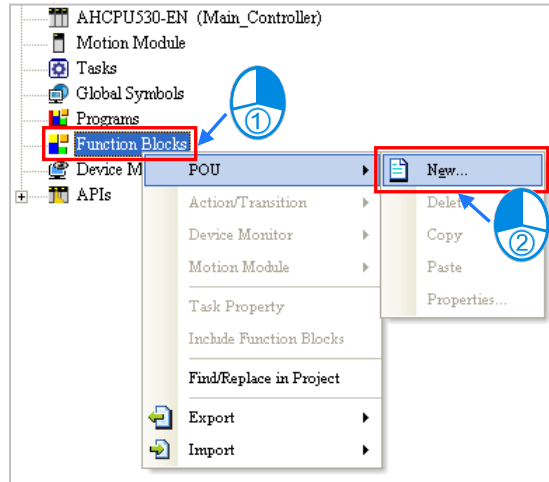 AHCPU530-EN (Main_Controller)
Motion Module
Tasks
Global Symbols
①
Programs
Function Blocks
Device M
APIs
POU
Action/Transition
Device Monitor
Motion Module
Task Property
Include Function Blocks
Find/Replace in Project
Export
Import
New...
Delet
②
Copy
Paste
Properties...